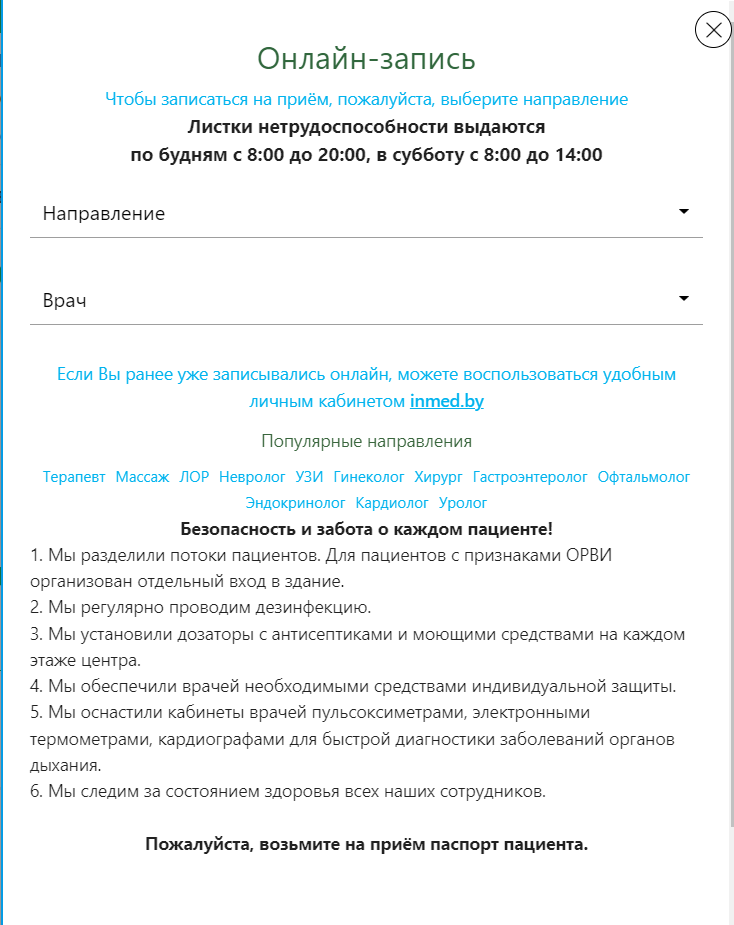 Онлайн-запись
Чтобы записаться на приём, пожалуйста, выберите направление
Листки нетрудоспособности выдаются
по будням с 8:00 до 20:00, в субботу с 8:00 до 14:00
Направление
Врач
Если Вы ранее уже записывались онлайн, можете воспользоваться удобным
личным кабинетом inmed.by
Популярные направления
Терапевт Массаж ЛОР Невролог УЗИ Гинеколог Хирург Гастроэнтеролог Офтальмолог
Эндокринолог Кардиолог Уролог
Безопасность и забота о каждом пациенте!
1. Мы разделили потоки пациентов. Для пациентов с признаками ОРВИ
организован отдельный вход в здание.
2. Мы регулярно проводим дезинфекцию.
3. Мы установили дозаторы с антисептиками и моющими средствами на каждом
этаже центра.
4. Мы обеспечили врачей необходимыми средствами индивидуальной защиты.
5. Мы оснастили кабинеты врачей пульсоксиметрами, электронными
термометрами, кардиографами для быстрой диагностики заболеваний органов
дыхания.
6. Мы следим за состоянием здоровья всех наших сотрудников.
Пожалуйста, возьмите на приём паспорт пациента.